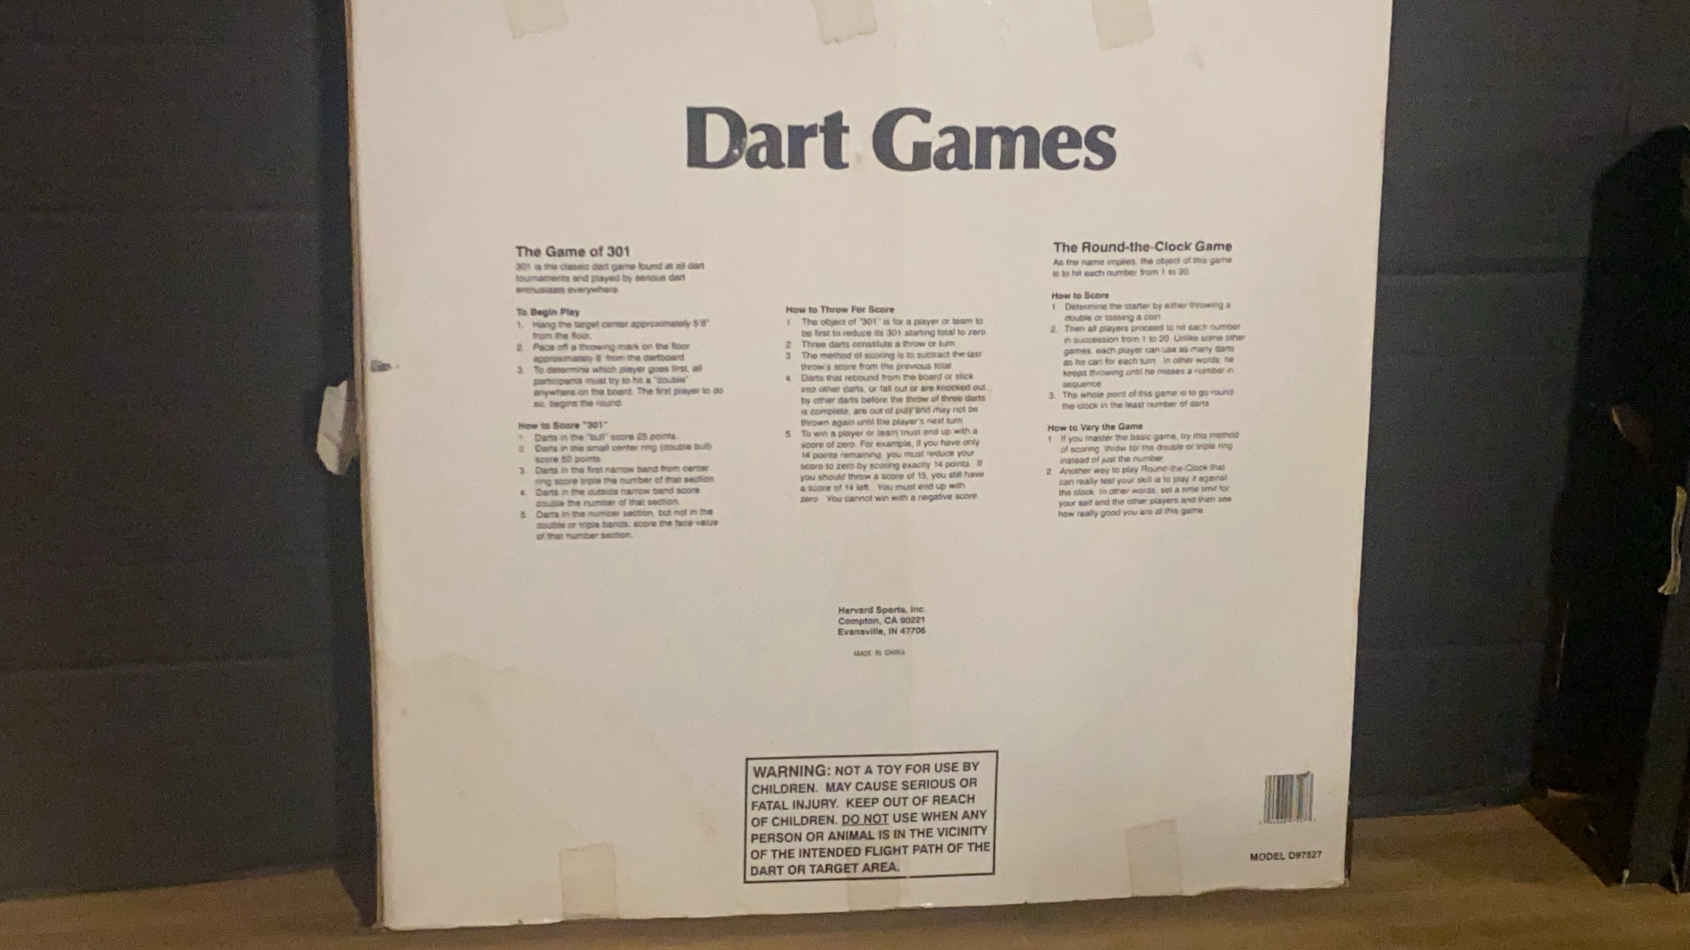 Dart Games
The Game of 301
301 is the classic dart game found at all dart
tournaments and played by serious dart
enthusiasts everywhere.
To Begin Play
1. Hang the target center approximately 5'8"
from the floor.
2. Pace off a throwing mark on the floor
approximately 8' from the dartboard.
3. To determine which player goes first, all
participants must try to hit a "double"
anywhere on the board. The first player to do
so, begins the round.
How to Score "301"
1. Darts in the "bull" score 25 points.
2. Darts in the small center ring (double bull)
score 50 points.
3. Darts in the first narrow band from center
ring score triple the number of that section.
4. Darts in the outside narrow band score
double the number of that section.
5. Darts in the number section, but not in the
double or triple bands, score the face value
of that number section.
How to Throw For Score
1 The object of "301" is for a player or team to
be first to reduce its 301 starting total to zero.
2 Three darts constitute a throw or turn.
3 The method of scoring is to subtract the last
throw's score from the previous total.
4. Darts that rebound from the board or stick
into other darts, or fall out or are knocked out
by other darts before the throw of three darts
is complete, are out of play and may not be
thrown again until the player's next turn.
5. To win a player or team must end up with a
score of zero. For example, if you have only
14 points remaining, you must reduce your
score to zero by scoring exactly 14 points. If
you should throw a score of 15, you still have
a score of 14 left. You must end up with
zero. You cannot win with a negative score.
The Round-the-Clock Game
As the name implies, the object of this game
is to hit each number from 1 to 20.
How to Score
1 Determine the starter by either throwing a
double or tossing a coin.
2. Then all players proceed to hit each number
in succession from 1 to 20. Unlike some other
games, each player can use as many darts
as he can for each turn. In other words, he
keeps throwing until he misses a number in
sequence.
3. The whole point of this game is to go round
the clock in the least number of darts.
How to Vary the Game
1 If you master the basic game, try this method
of scoring: throw for the double or triple ring
instead of just the number.
2 Another way to play Round-the-Clock that
can really test your skill is to play it against
the clock. In other words, set a time limit for
your self and the other players and then see
how really good you are at this game.
Harvard Sports, Inc.
Compton, CA 90221
Evansville, IN 47706
MADE IN CHINA
WARNING: NOT A TOY FOR USE BY
CHILDREN. MAY CAUSE SERIOUS OR
FATAL INJURY. KEEP OUT OF REACH
OF CHILDREN. DO NOT USE WHEN ANY
PERSON OR ANIMAL IS IN THE VICINITY
OF THE INTENDED FLIGHT PATH OF THE
DART OR TARGET AREA.
MODEL D97527